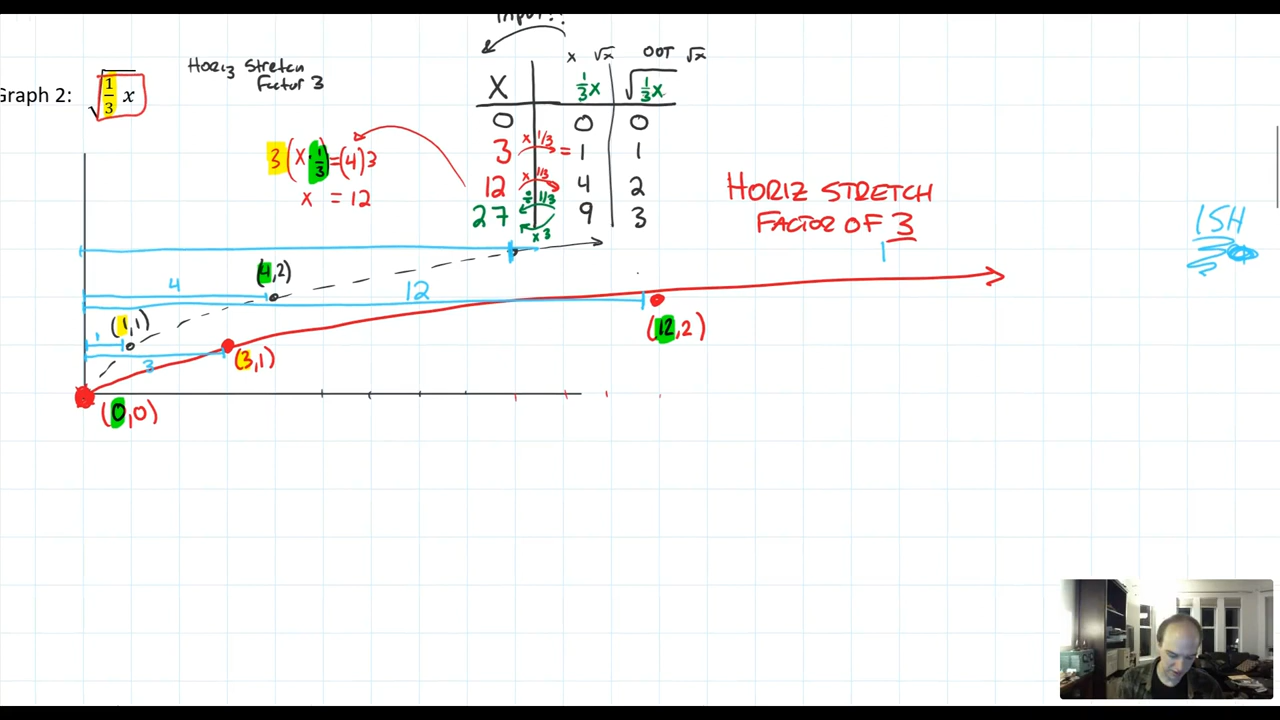 Input!!
Graph 2: √(1/3 x)
Horiz Stretch
Factor 3
x √x OUT √x
X 1/3x √(1/3x)
0 0 0
3 x 1/3 = 1 1
12 x 1/3 4 2
27 ÷ 1/3 x 3 9 3
3(x·1/3)=(4)3
x = 12
HORIZ STRETCH
FACTOR OF 3
ISH
4
(4,2)
12
(1,1)
1
(12,2)
3
(3,1)
(0,0)